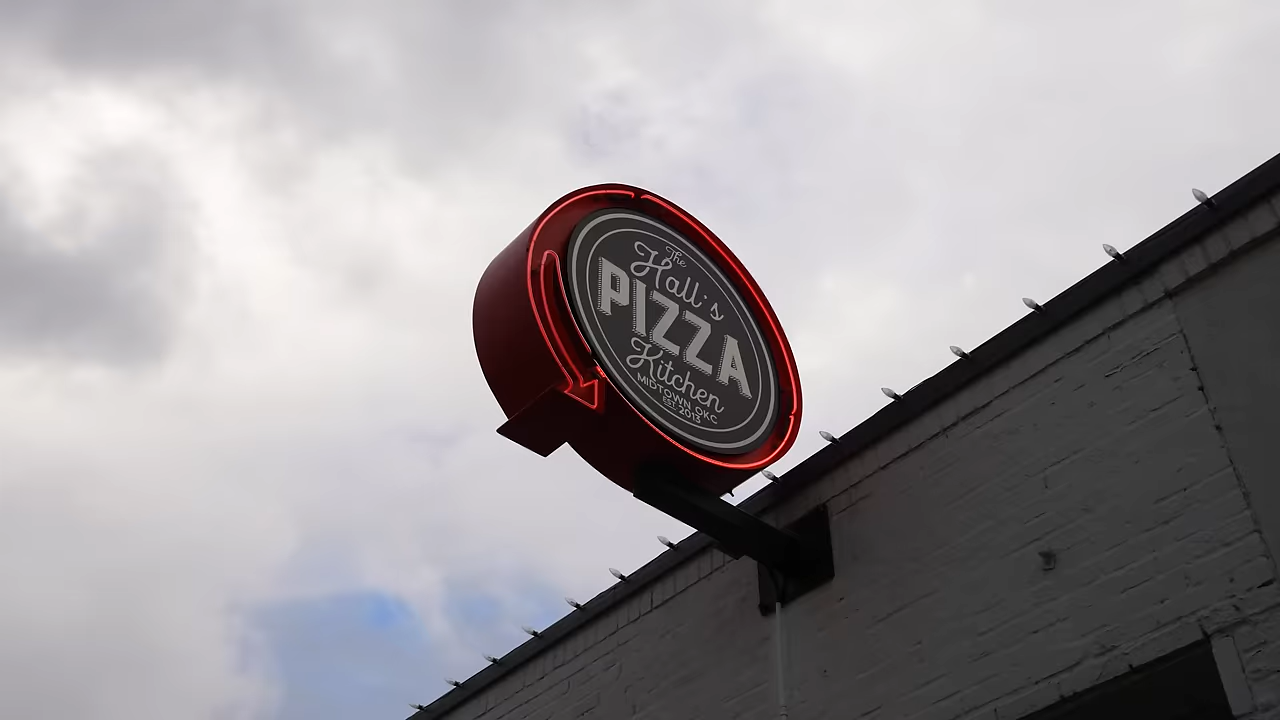 The
Hall's
PIZZA
Kitchen
MIDTOWN OKC
EST. 2013